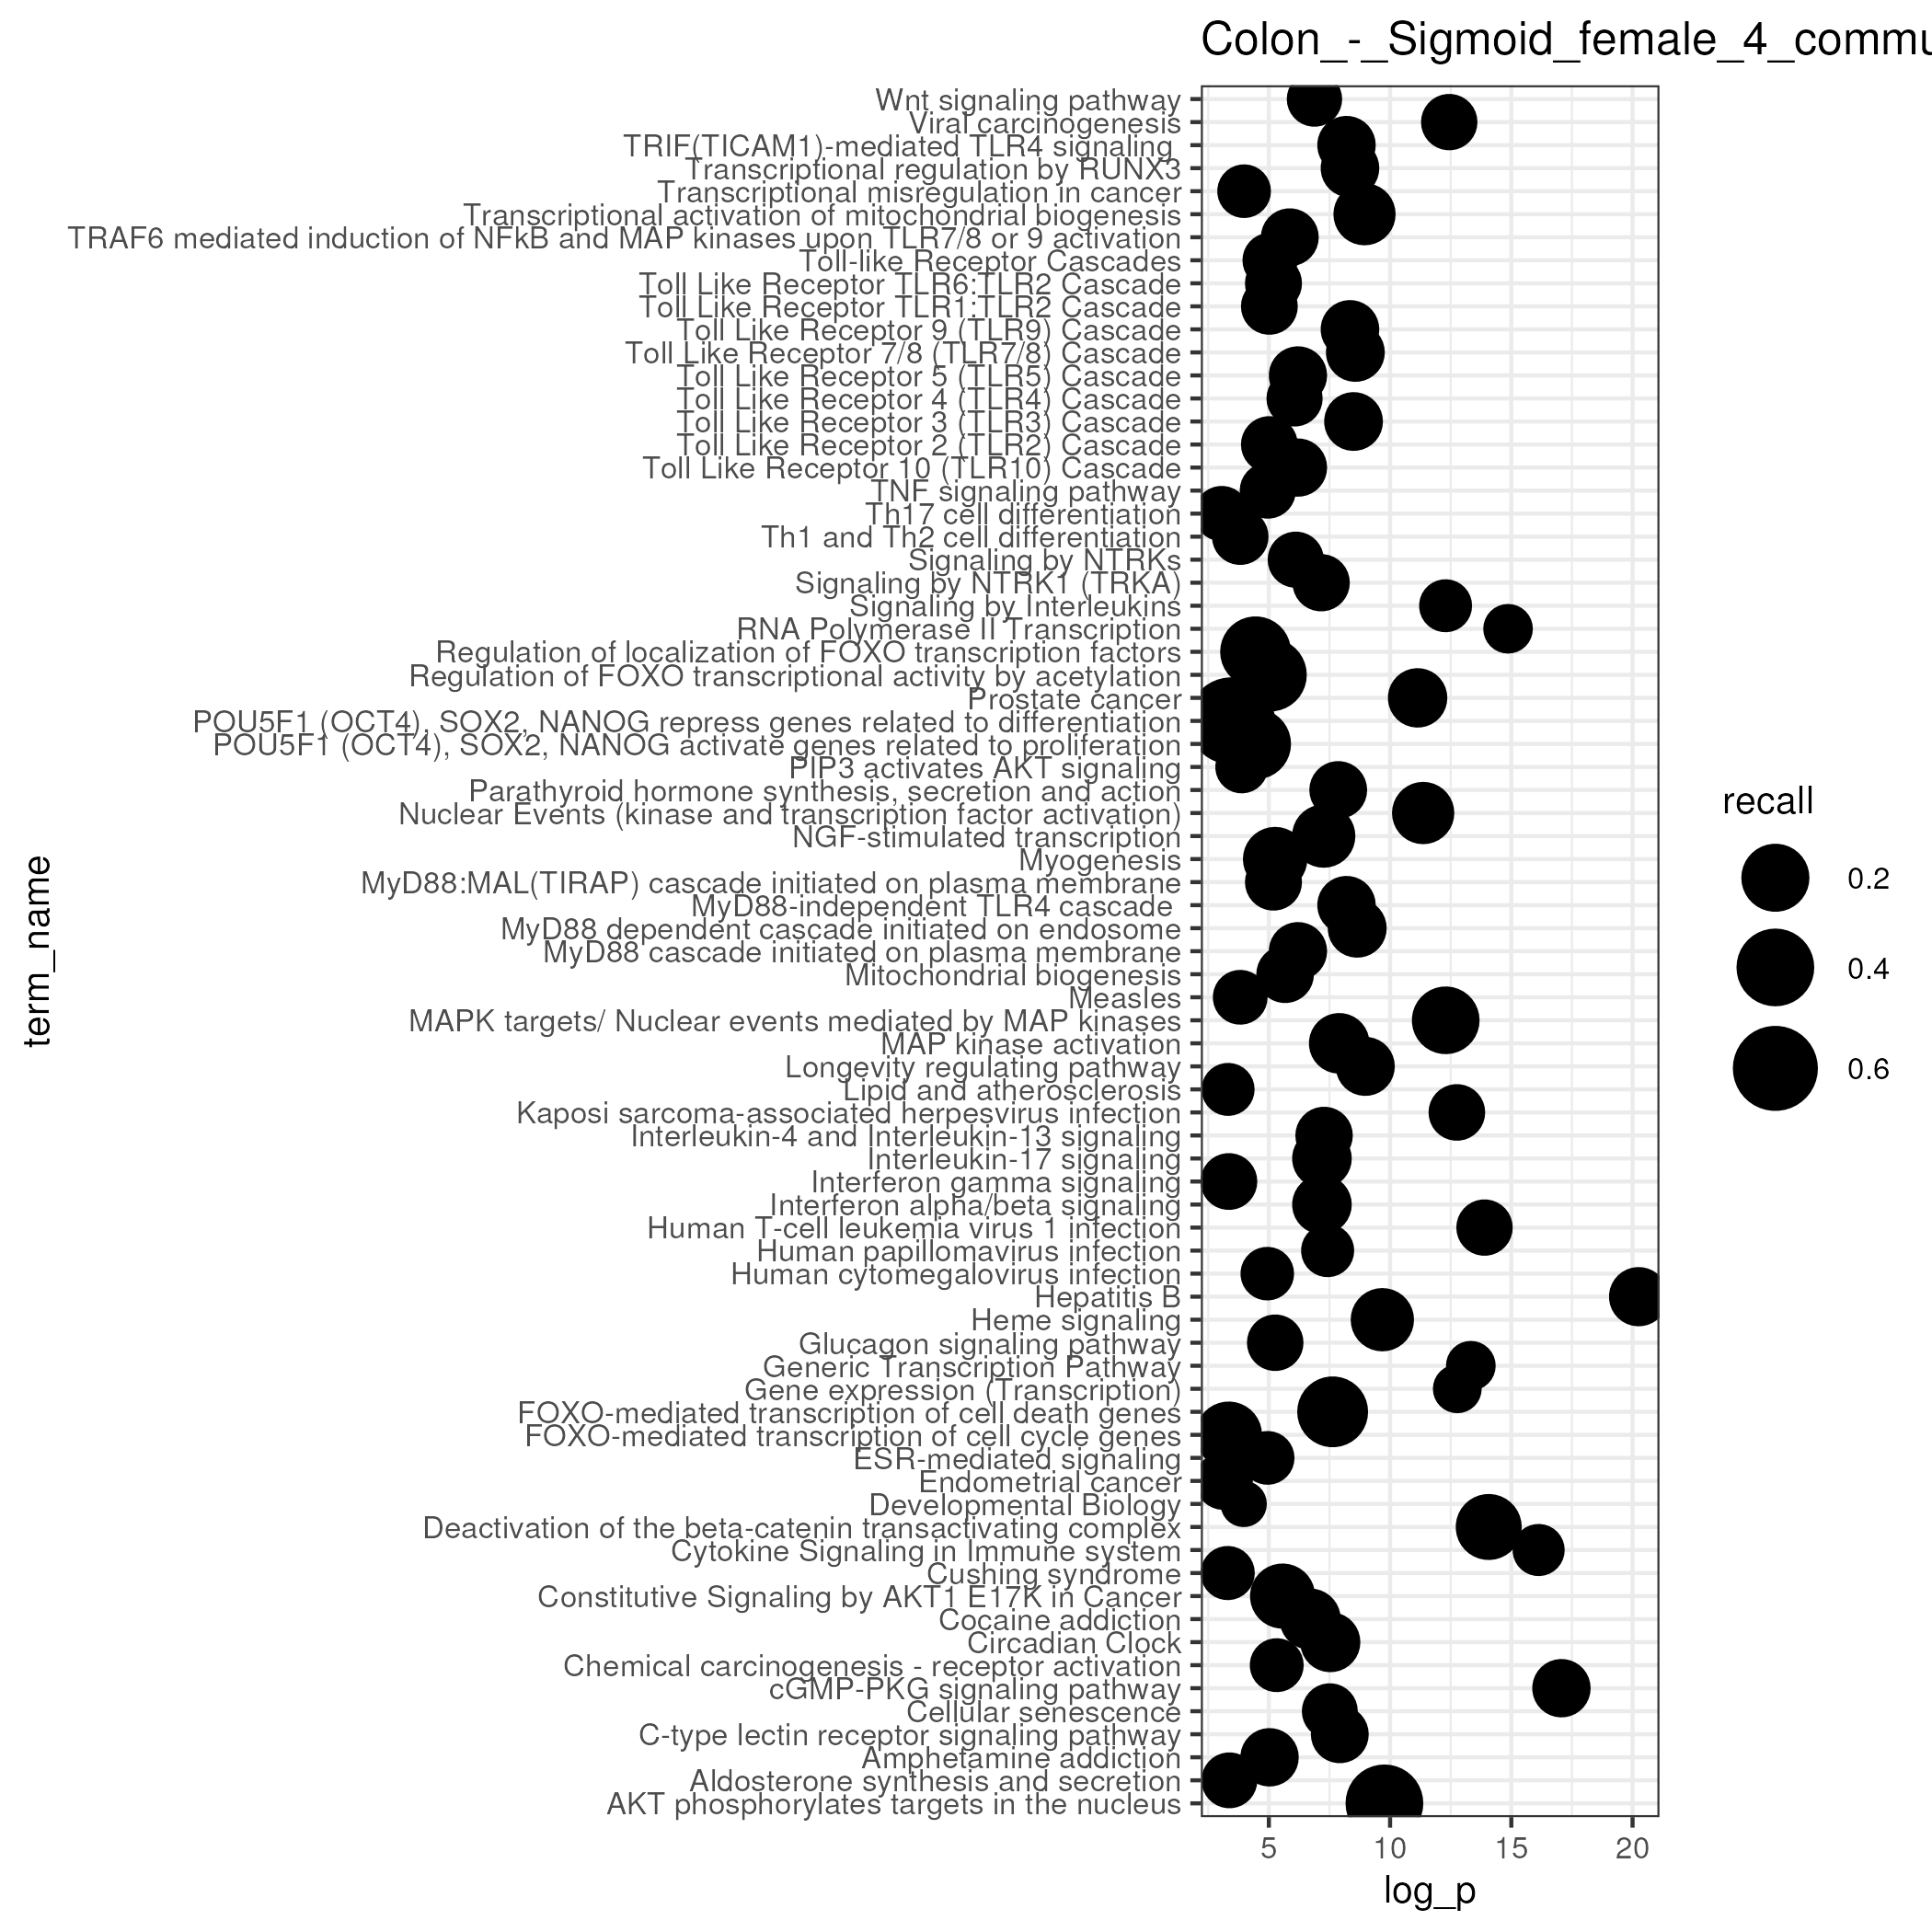 Colon_-_Sigmoid_female_4_commu
Wnt signaling pathway
Viral carcinogenesis
TRIF(TICAM1)-mediated TLR4 signaling
Transcriptional regulation by RUNX3
Transcriptional misregulation in cancer
Transcriptional activation of mitochondrial biogenesis
TRAF6 mediated induction of NFkB and MAP kinases upon TLR7/8 or 9 activation
Toll-like Receptor Cascades
Toll Like Receptor TLR6:TLR2 Cascade
Toll Like Receptor TLR1:TLR2 Cascade
Toll Like Receptor 9 (TLR9) Cascade
Toll Like Receptor 7/8 (TLR7/8) Cascade
Toll Like Receptor 5 (TLR5) Cascade
Toll Like Receptor 4 (TLR4) Cascade
Toll Like Receptor 3 (TLR3) Cascade
Toll Like Receptor 2 (TLR2) Cascade
Toll Like Receptor 10 (TLR10) Cascade
TNF signaling pathway
Th17 cell differentiation
Th1 and Th2 cell differentiation
Signaling by NTRKs
Signaling by NTRK1 (TRKA)
Signaling by Interleukins
RNA Polymerase II Transcription
Regulation of localization of FOXO transcription factors
Regulation of FOXO transcriptional activity by acetylation
Prostate cancer
POU5F1 (OCT4), SOX2, NANOG repress genes related to differentiation
POU5F1 (OCT4), SOX2, NANOG activate genes related to proliferation
PIP3 activates AKT signaling
Parathyroid hormone synthesis, secretion and action
Nuclear Events (kinase and transcription factor activation)
NGF-stimulated transcription
Myogenesis
MyD88:MAL(TIRAP) cascade initiated on plasma membrane
MyD88-independent TLR4 cascade
MyD88 dependent cascade initiated on endosome
MyD88 cascade initiated on plasma membrane
Mitochondrial biogenesis
Measles
MAPK targets/ Nuclear events mediated by MAP kinases
MAP kinase activation
Longevity regulating pathway
Lipid and atherosclerosis
Kaposi sarcoma-associated herpesvirus infection
Interleukin-4 and Interleukin-13 signaling
Interleukin-17 signaling
Interferon gamma signaling
Interferon alpha/beta signaling
Human T-cell leukemia virus 1 infection
Human papillomavirus infection
Human cytomegalovirus infection
Hepatitis B
Heme signaling
Glucagon signaling pathway
Generic Transcription Pathway
Gene expression (Transcription)
FOXO-mediated transcription of cell death genes
FOXO-mediated transcription of cell cycle genes
ESR-mediated signaling
Endometrial cancer
Developmental Biology
Deactivation of the beta-catenin transactivating complex
Cytokine Signaling in Immune system
Cushing syndrome
Constitutive Signaling by AKT1 E17K in Cancer
Cocaine addiction
Circadian Clock
Chemical carcinogenesis - receptor activation
cGMP-PKG signaling pathway
Cellular senescence
C-type lectin receptor signaling pathway
Amphetamine addiction
Aldosterone synthesis and secretion
AKT phosphorylates targets in the nucleus
5 10 15 20
log_p
term_name
recall
0.2
0.4
0.6